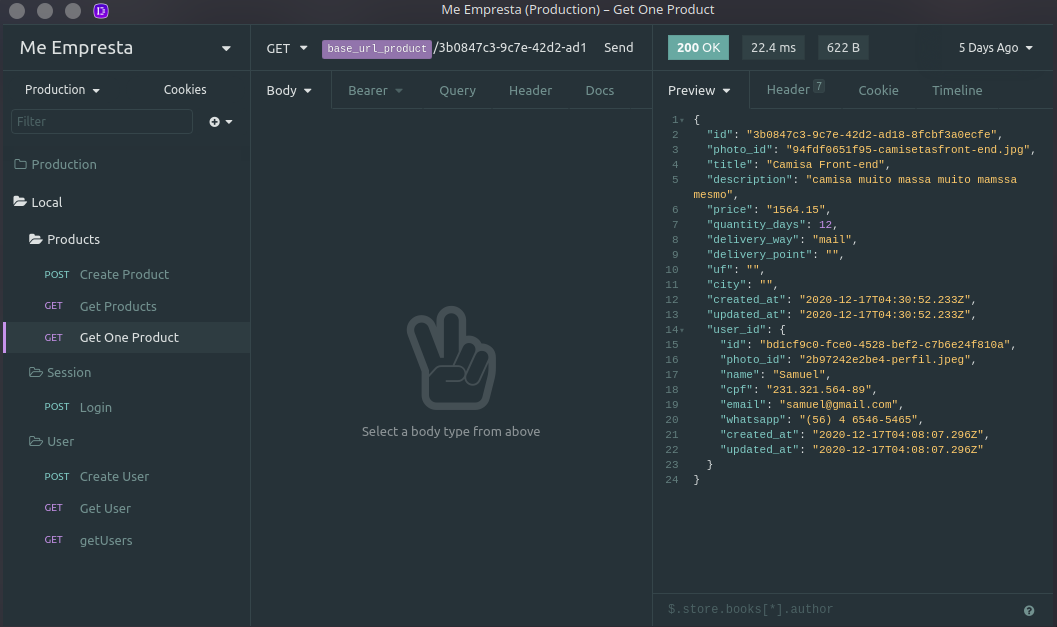 Me Empresta (Production) – Get One Product
Me Empresta
Production
Cookies
Filter
Production
Local
Products
POST Create Product
GET Get Products
GET Get One Product
Session
POST Login
User
POST Create User
GET Get User
GET getUsers
GET base_url_product/3b0847c3-9c7e-42d2-ad1 Send
Body Bearer Query Header Docs
Select a body type from above
200 OK 22.4 ms 622 B 5 Days Ago
Preview Header 7 Cookie Timeline
1 {
2 "id": "3b0847c3-9c7e-42d2-ad18-8fcbf3a0ecfe",
3 "photo_id": "94fdf0651f95-camisetasfront-end.jpg",
4 "title": "Camisa Front-end",
5 "description": "camisa muito massa muito mamssa
mesmo",
6 "price": "1564.15",
7 "quantity_days": 12,
8 "delivery_way": "mail",
9 "delivery_point": "",
10 "uf": "",
11 "city": "",
12 "created_at": "2020-12-17T04:30:52.233Z",
13 "updated_at": "2020-12-17T04:30:52.233Z",
14 "user_id": {
15 "id": "bd1cf9c0-fce0-4528-bef2-c7b6e24f810a",
16 "photo_id": "2b97242e2be4-perfil.jpeg",
17 "name": "Samuel",
18 "cpf": "231.321.564-89",
19 "email": "samuel@gmail.com",
20 "whatsapp": "(56) 4 6546-5465",
21 "created_at": "2020-12-17T04:08:07.296Z",
22 "updated_at": "2020-12-17T04:08:07.296Z"
23 }
24 }
$.store.books[*].author